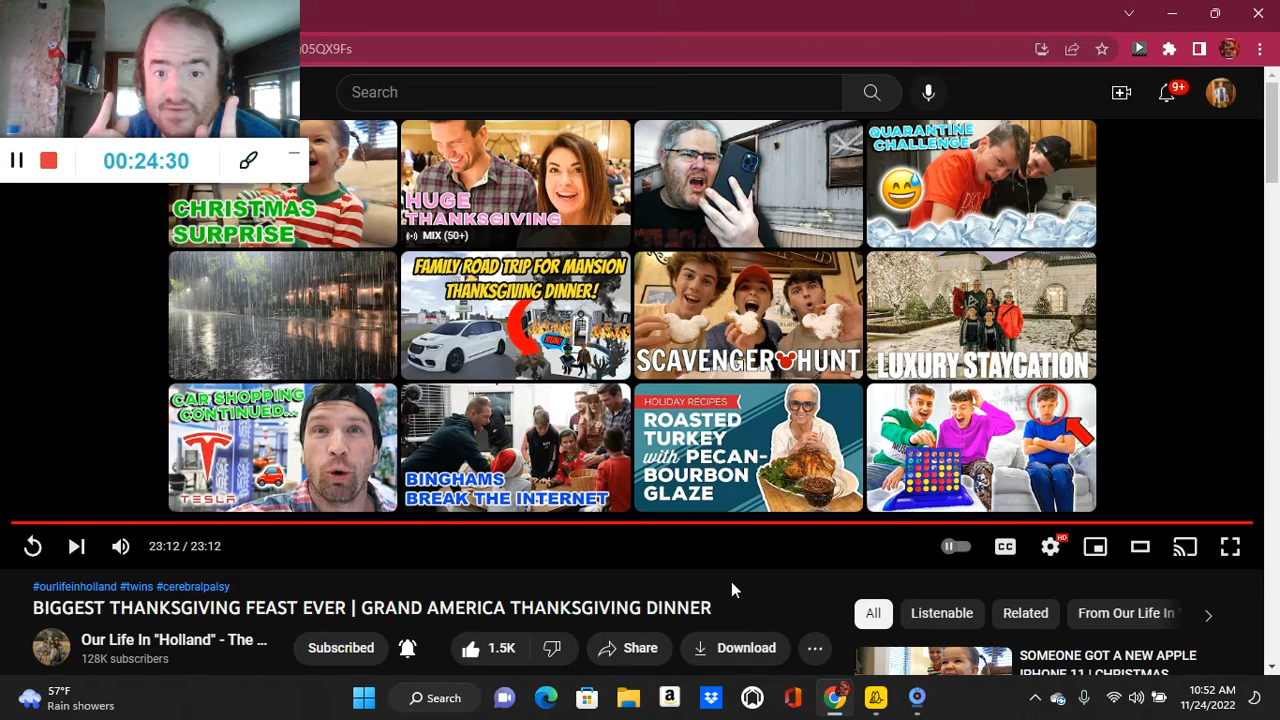 05QX9Fs
Search
9+
00:24:30
CHRISTMAS
SURPRISE
HUGE
THANKSGIVING
MIX (50+)
QUARANTINE
CHALLENGE
FAMILY ROAD TRIP FOR MANSION
THANKSGIVING DINNER!
RUN!
SCAVENGER HUNT
LUXURY STAYCATION
CAR SHOPPING
CONTINUED...
TESLA
BINGHAMS
BREAK THE INTERNET
HOLIDAY RECIPES
ROASTED
TURKEY
with PECAN-
BOURBON
GLAZE
23:12 / 23:12
CC
HD
#ourlifeinholland #twins #cerebralpalsy
BIGGEST THANKSGIVING FEAST EVER | GRAND AMERICA THANKSGIVING DINNER
Our Life In "Holland" - The ...
128K subscribers
Subscribed
1.5K
Share
Download
All
Listenable
Related
From Our Life In "
SOMEONE GOT A NEW APPLE
IPHONE 11 | CHRISTMAS
57°F
Rain showers
Search
10:52 AM
11/24/2022